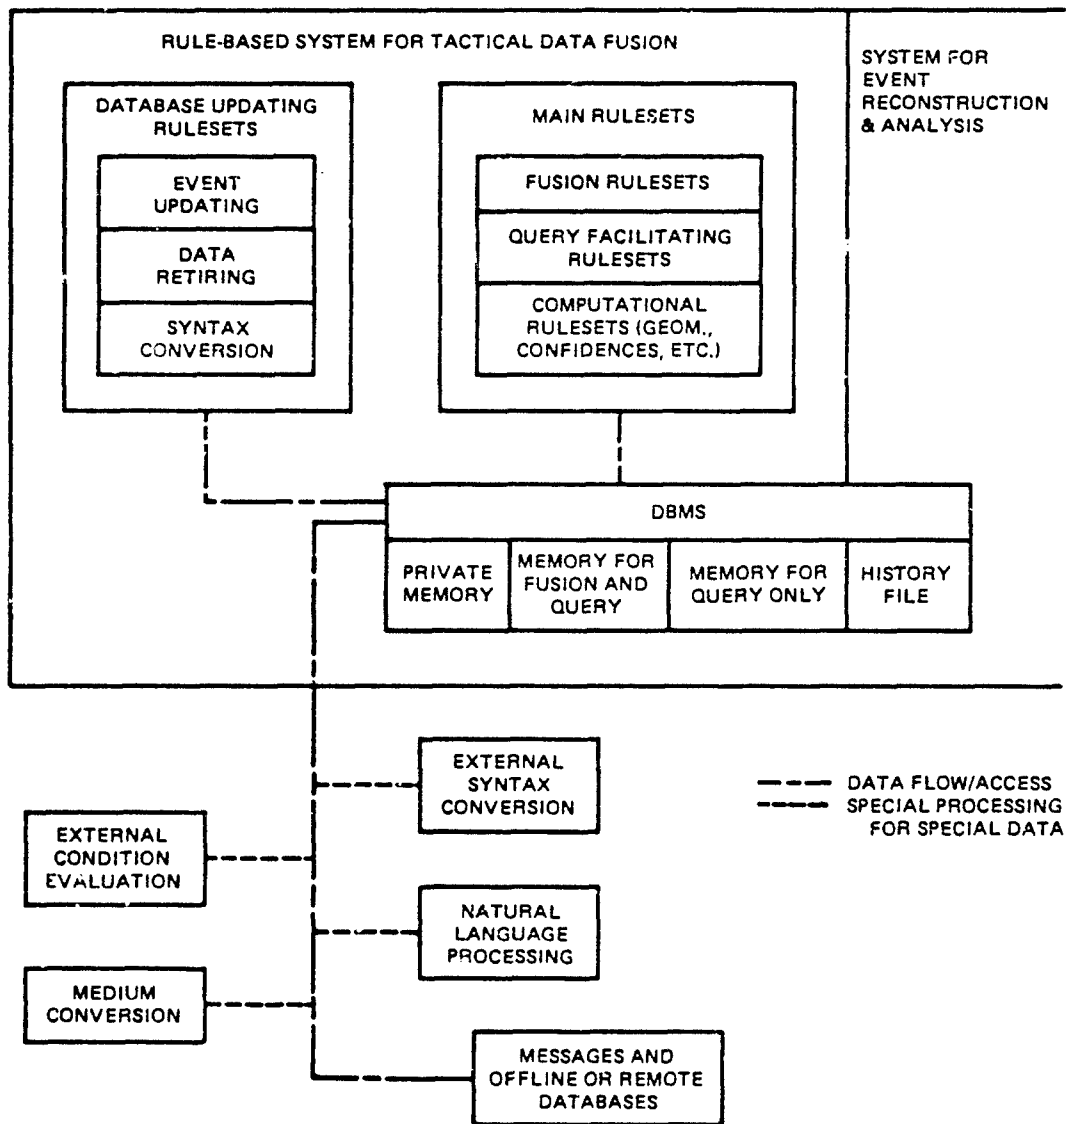 RULE-BASED SYSTEM FOR TACTICAL DATA FUSION
SYSTEM FOR
EVENT
RECONSTRUCTION
& ANALYSIS
DATABASE UPDATING
RULESETS
EVENT
UPDATING
DATA
RETIRING
SYNTAX
CONVERSION
MAIN RULESETS
FUSION RULESETS
QUERY FACILITATING
RULESETS
COMPUTATIONAL
RULESETS (GEOM.,
CONFIDENCES, ETC.)
DBMS
PRIVATE
MEMORY
MEMORY FOR
FUSION AND
QUERY
MEMORY FOR
QUERY ONLY
HISTORY
FILE
EXTERNAL
SYNTAX
CONVERSION
DATA FLOW/ACCESS
SPECIAL PROCESSING
FOR SPECIAL DATA
EXTERNAL
CONDITION
EVALUATION
NATURAL
LANGUAGE
PROCESSING
MEDIUM
CONVERSION
MESSAGES AND
OFFLINE OR REMOTE
DATABASES